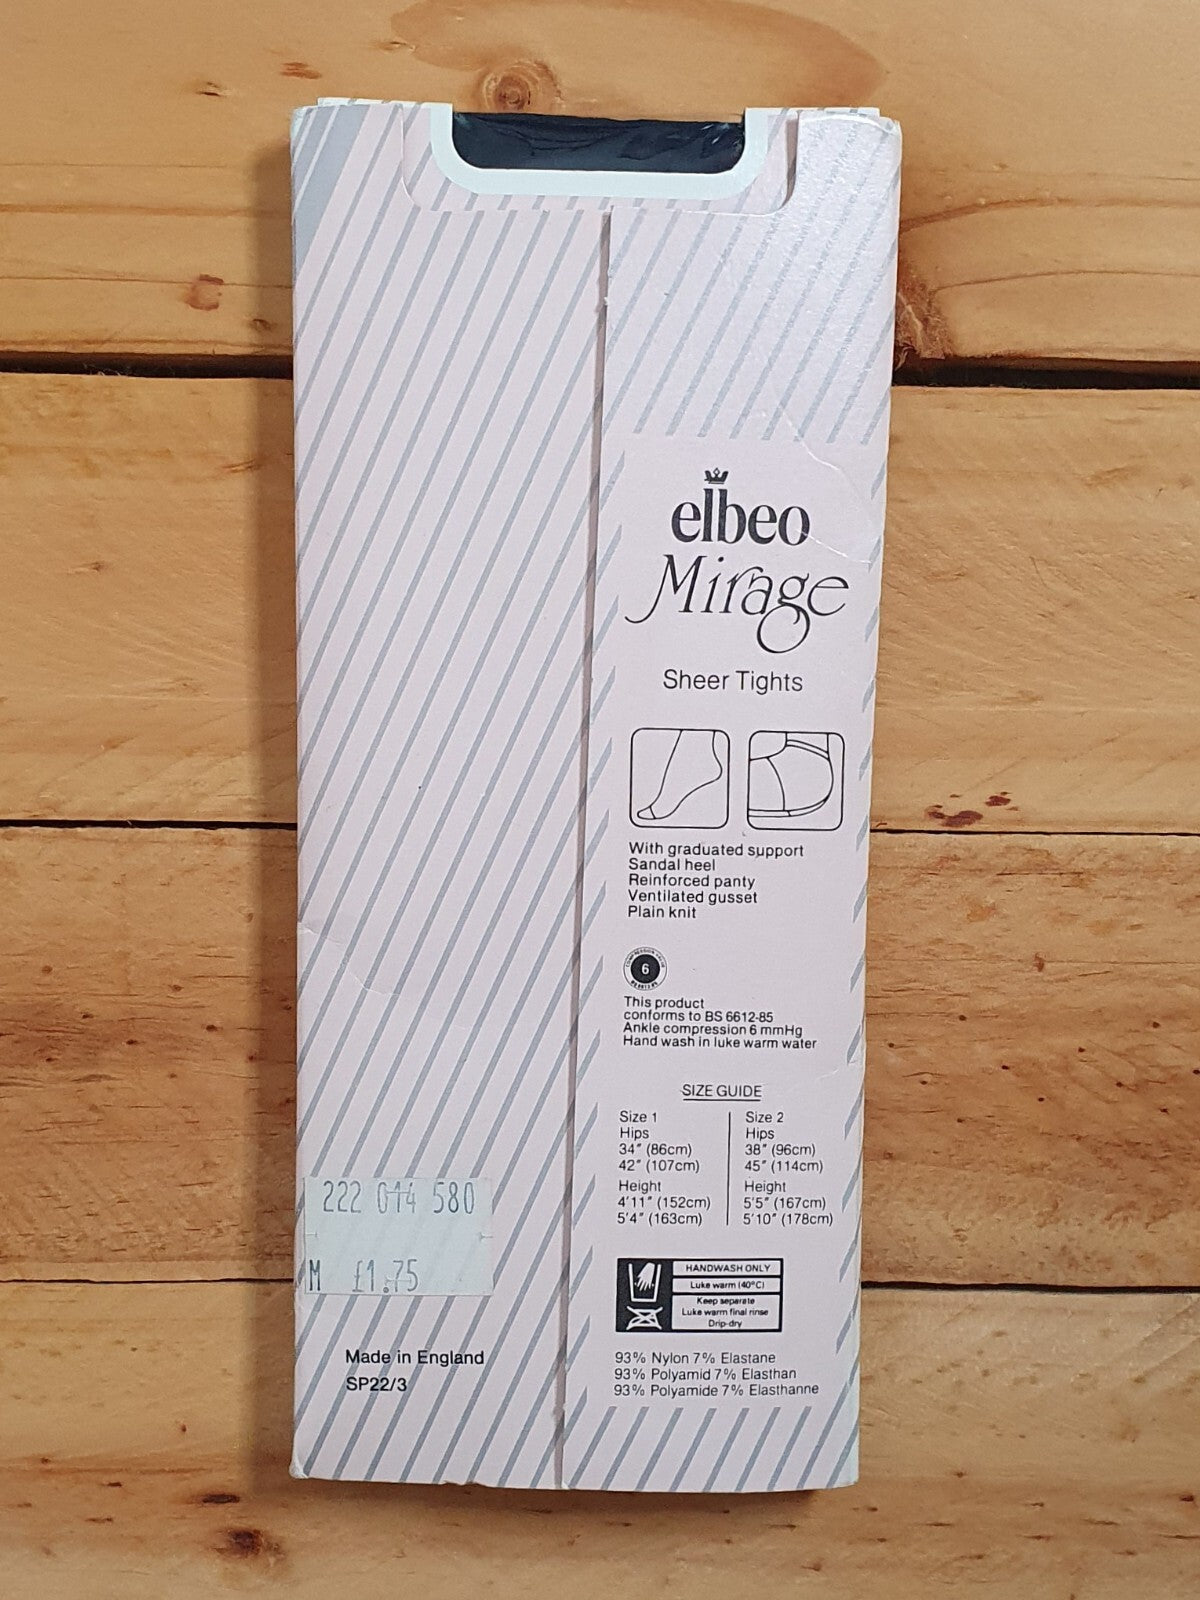 elbeo
Mirage
Sheer Tights
With graduated support
Sandal heel
Reinforced panty
Ventilated gusset
Plain knit
6
This product
conforms to BS 6612-85
Ankle compression 6 mmHg
Hand wash in luke warm water
SIZE GUIDE
Size 1
Hips
34" (86cm)
42" (107cm)
Height
4'11" (152cm)
5'4" (163cm)
Size 2
Hips
38" (96cm)
45" (114cm)
Height
5'5" (167cm)
5'10" (178cm)
HANDWASH ONLY
Luke warm (40°C)
Keep separate
Luke warm final rinse
Drip-dry
93% Nylon 7% Elastane
93% Polyamid 7% Elasthan
93% Polyamide 7% Elasthanne
222 014 580
M £1.75
Made in England
SP22/3